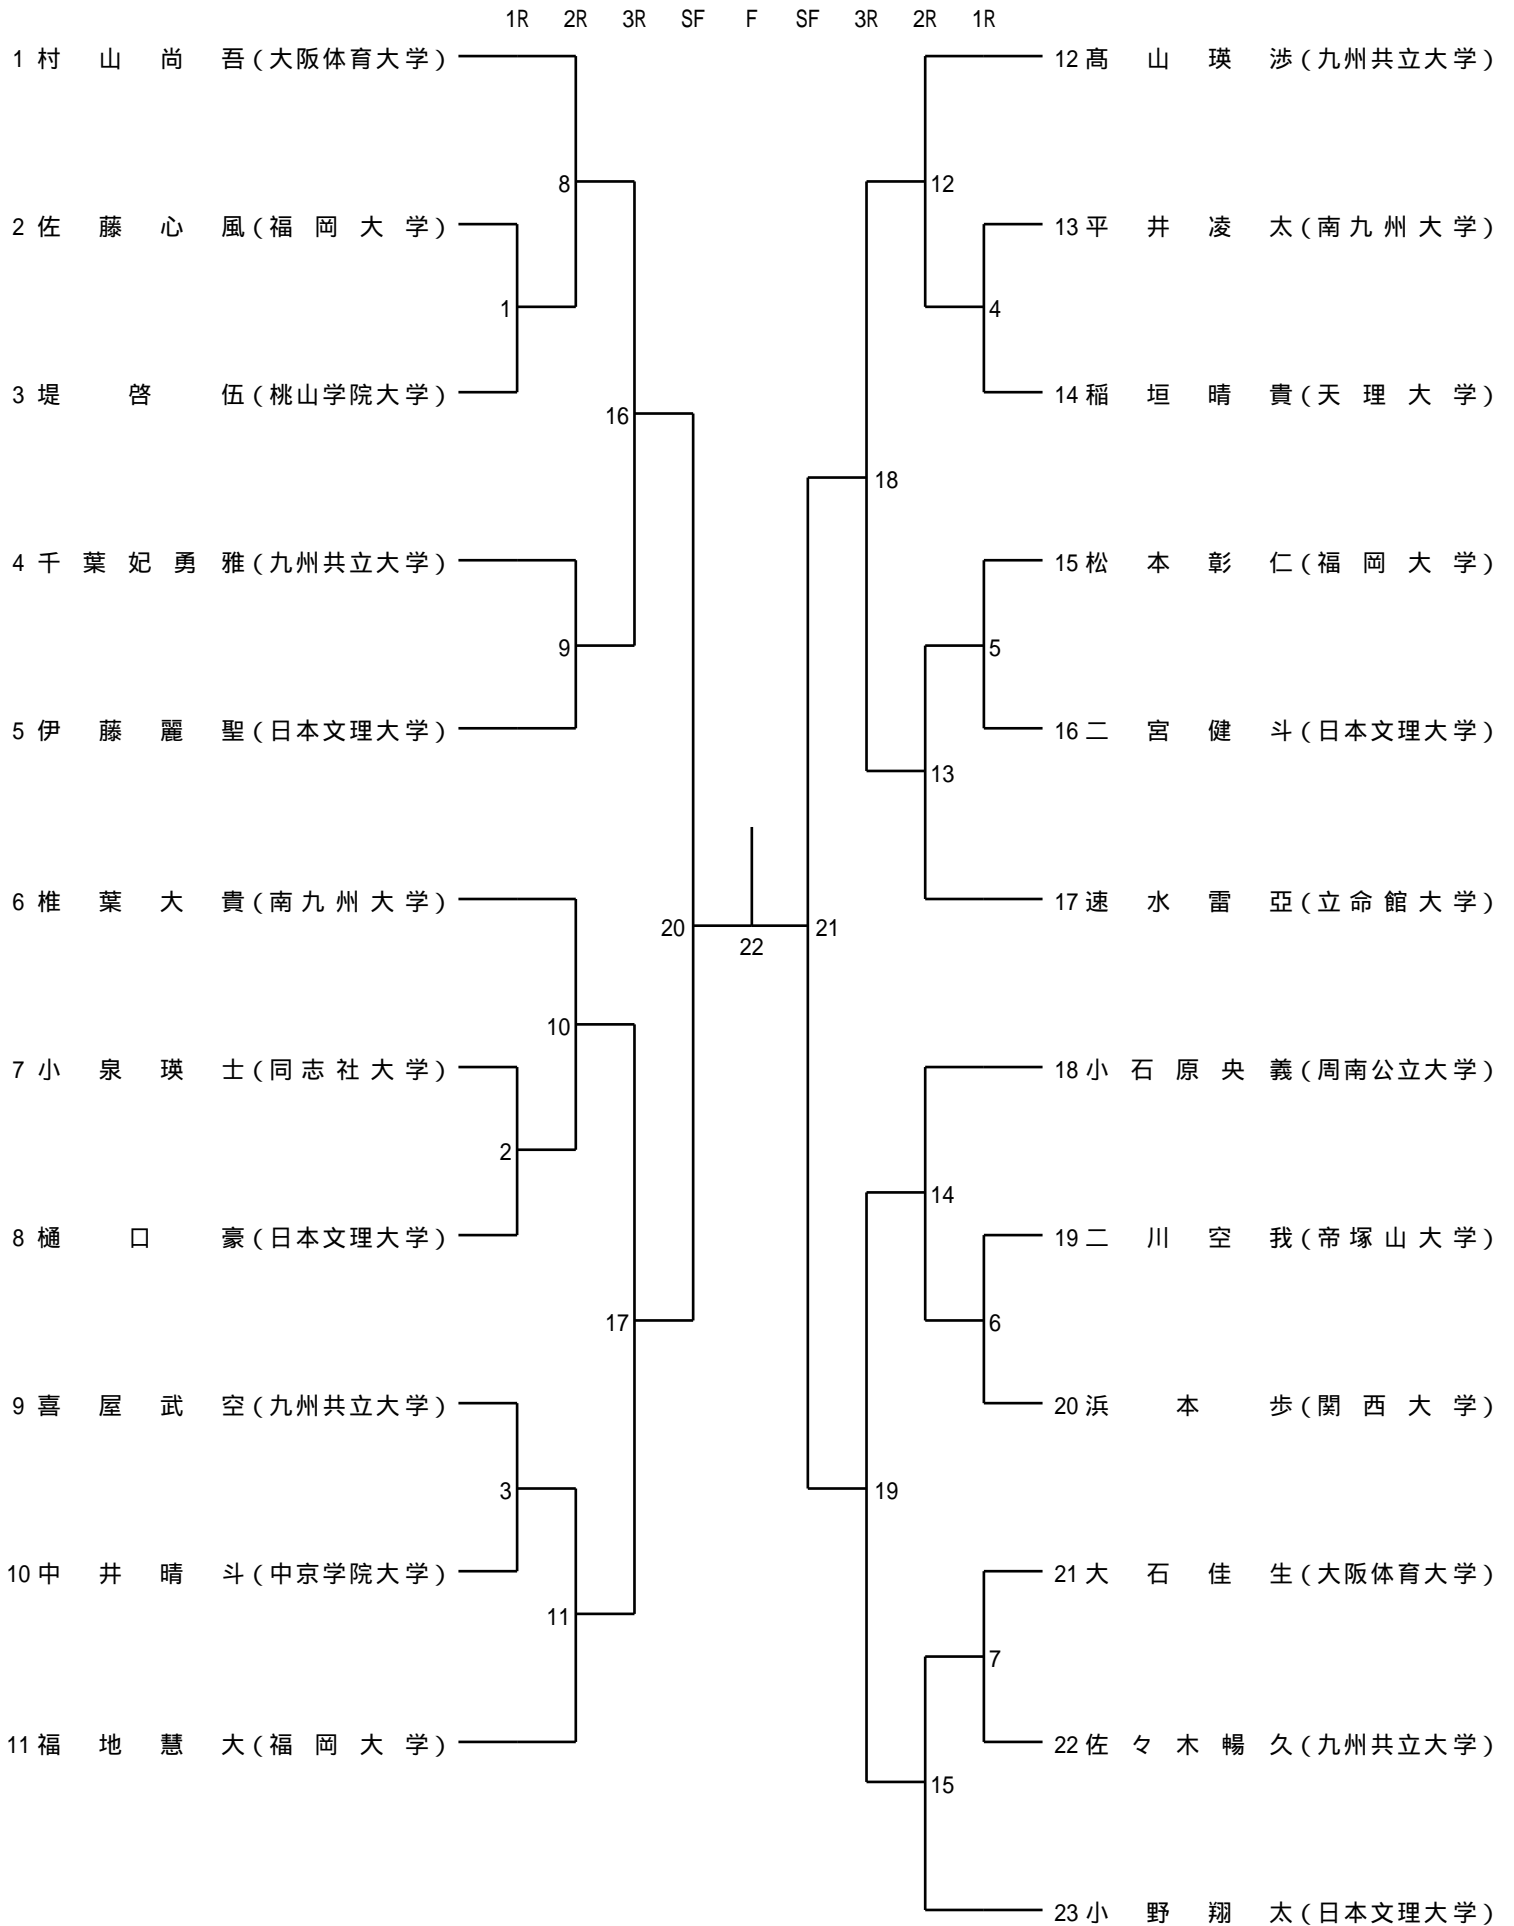 1R 2R 3R SF F SF 3R 2R 1R
1 村山尚吾(大阪体育大学)
2 佐藤心風(福岡大学)
3 堤啓伍(桃山学院大学)
4 千葉妃勇雅(九州共立大学)
5 伊藤麗聖(日本文理大学)
6 椎葉大貴(南九州大学)
7 小泉瑛士(同志社大学)
8 樋口豪(日本文理大学)
9 喜屋武空(九州共立大学)
10 中井晴斗(中京学院大学)
11 福地慧大(福岡大学)
8
1
16
9
10
2
17
3
11
20
22
21
12
4
18
5
13
14
6
19
7
15
12 髙山瑛渉(九州共立大学)
13 平井凌太(南九州大学)
14 稲垣晴貴(天理大学)
15 松本彰仁(福岡大学)
16 二宮健斗(日本文理大学)
17 速水雷亞(立命館大学)
18 小石原央義(周南公立大学)
19 二川空我(帝塚山大学)
20 浜本歩(関西大学)
21 大石佳生(大阪体育大学)
22 佐々木暢久(九州共立大学)
23 小野翔太(日本文理大学)